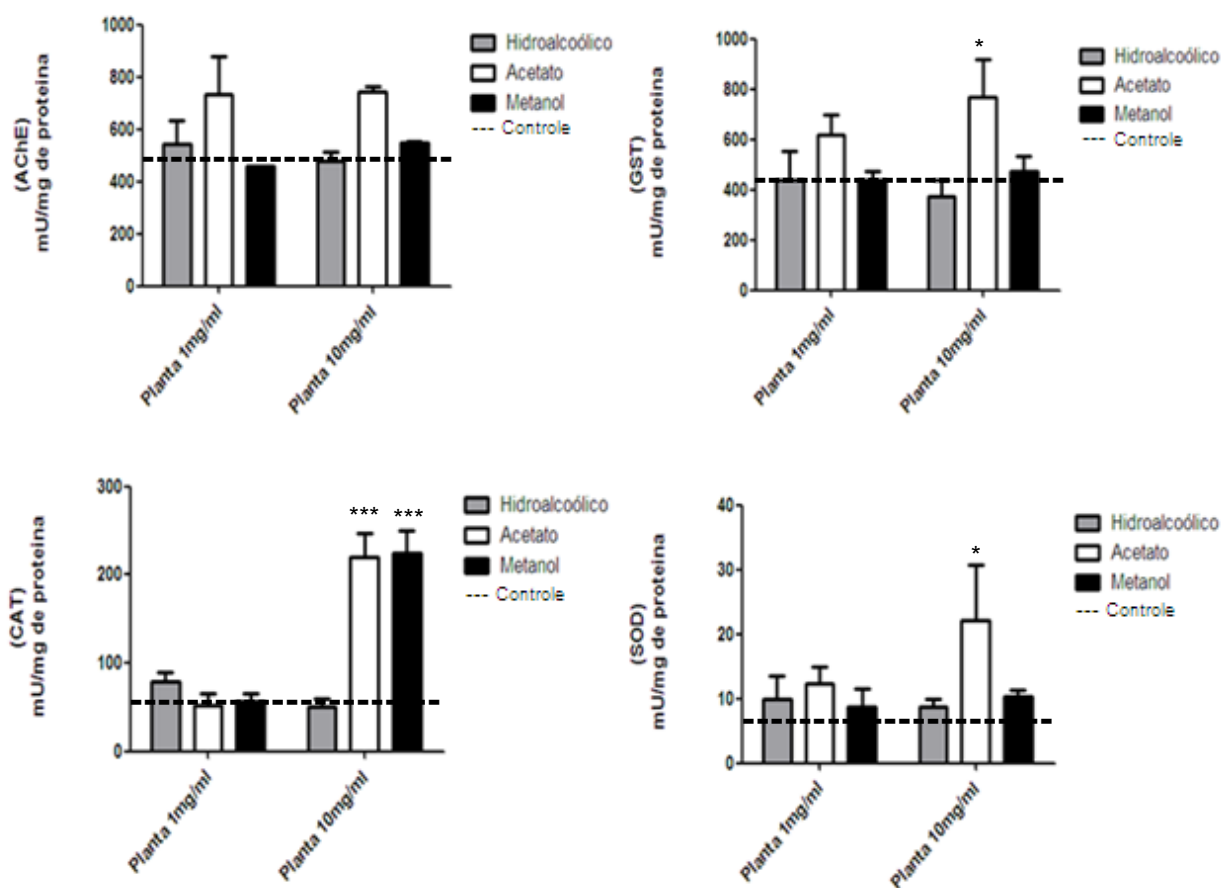 (AChE)
mU/mg de proteina
1000
800
600
400
200
0
Hidroalcoólico
Acetato
Metanol
Controle
Planta 1mg/ml
Planta 10mg/ml
(GST)
mU/mg de proteina
1000
800
600
400
200
0
*
Hidroalcoólico
Acetato
Metanol
Controle
Planta 1mg/ml
Planta 10mg/ml
(CAT)
mU/mg de proteina
300
200
100
0
*** ***
Hidroalcoólico
Acetato
Metanol
Controle
Planta 1mg/ml
Planta 10mg/ml
(SOD)
mU/mg de proteina
40
30
20
10
0
*
Hidroalcoólico
Acetato
Metanol
Controle
Planta 1mg/ml
Planta 10mg/ml